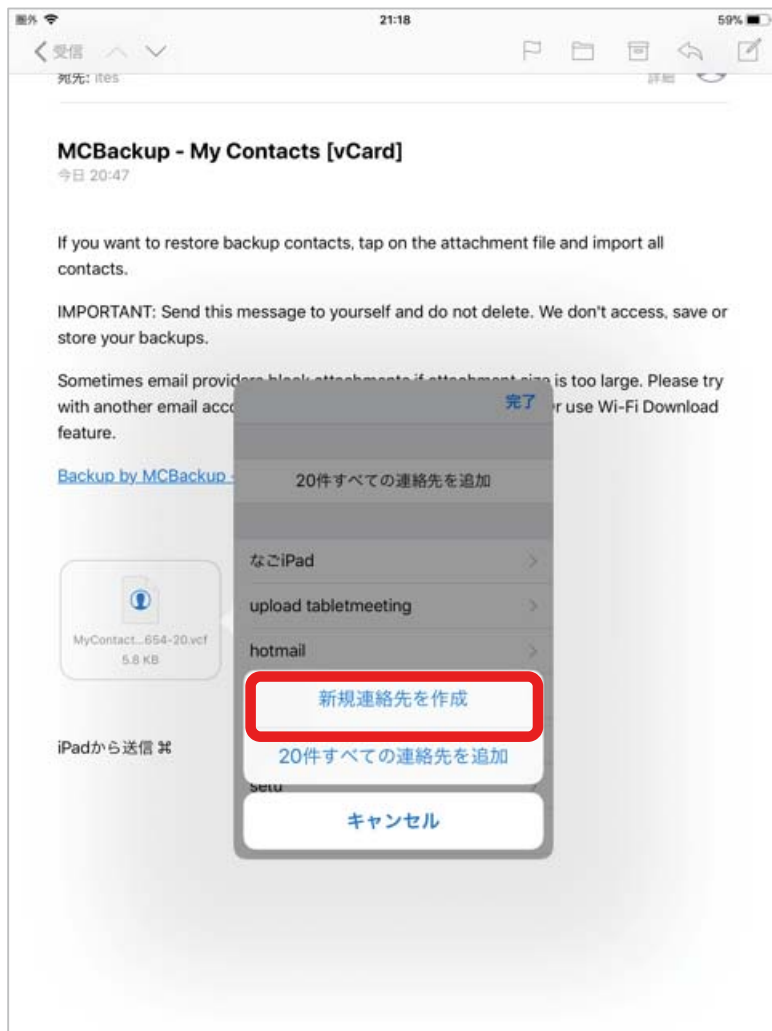 圏外 21:18 59%
受信
宛先: ites 詳細
MCBackup - My Contacts [vCard]
今日 20:47
If you want to restore backup contacts, tap on the attachment file and import all
contacts.
IMPORTANT: Send this message to yourself and do not delete. We don't access, save or
store your backups.
Sometimes email providers block attachments if attachment size is too large. Please try
with another email acco r use Wi-Fi Download
feature.
Backup by MCBackup -
完了
20件すべての連絡先を追加
なごiPad
upload tabletmeeting
hotmail
MyContact...654-20.vcf
5.8 KB
新規連絡先を作成
iPadから送信 ⌘
20件すべての連絡先を追加
setu
キャンセル